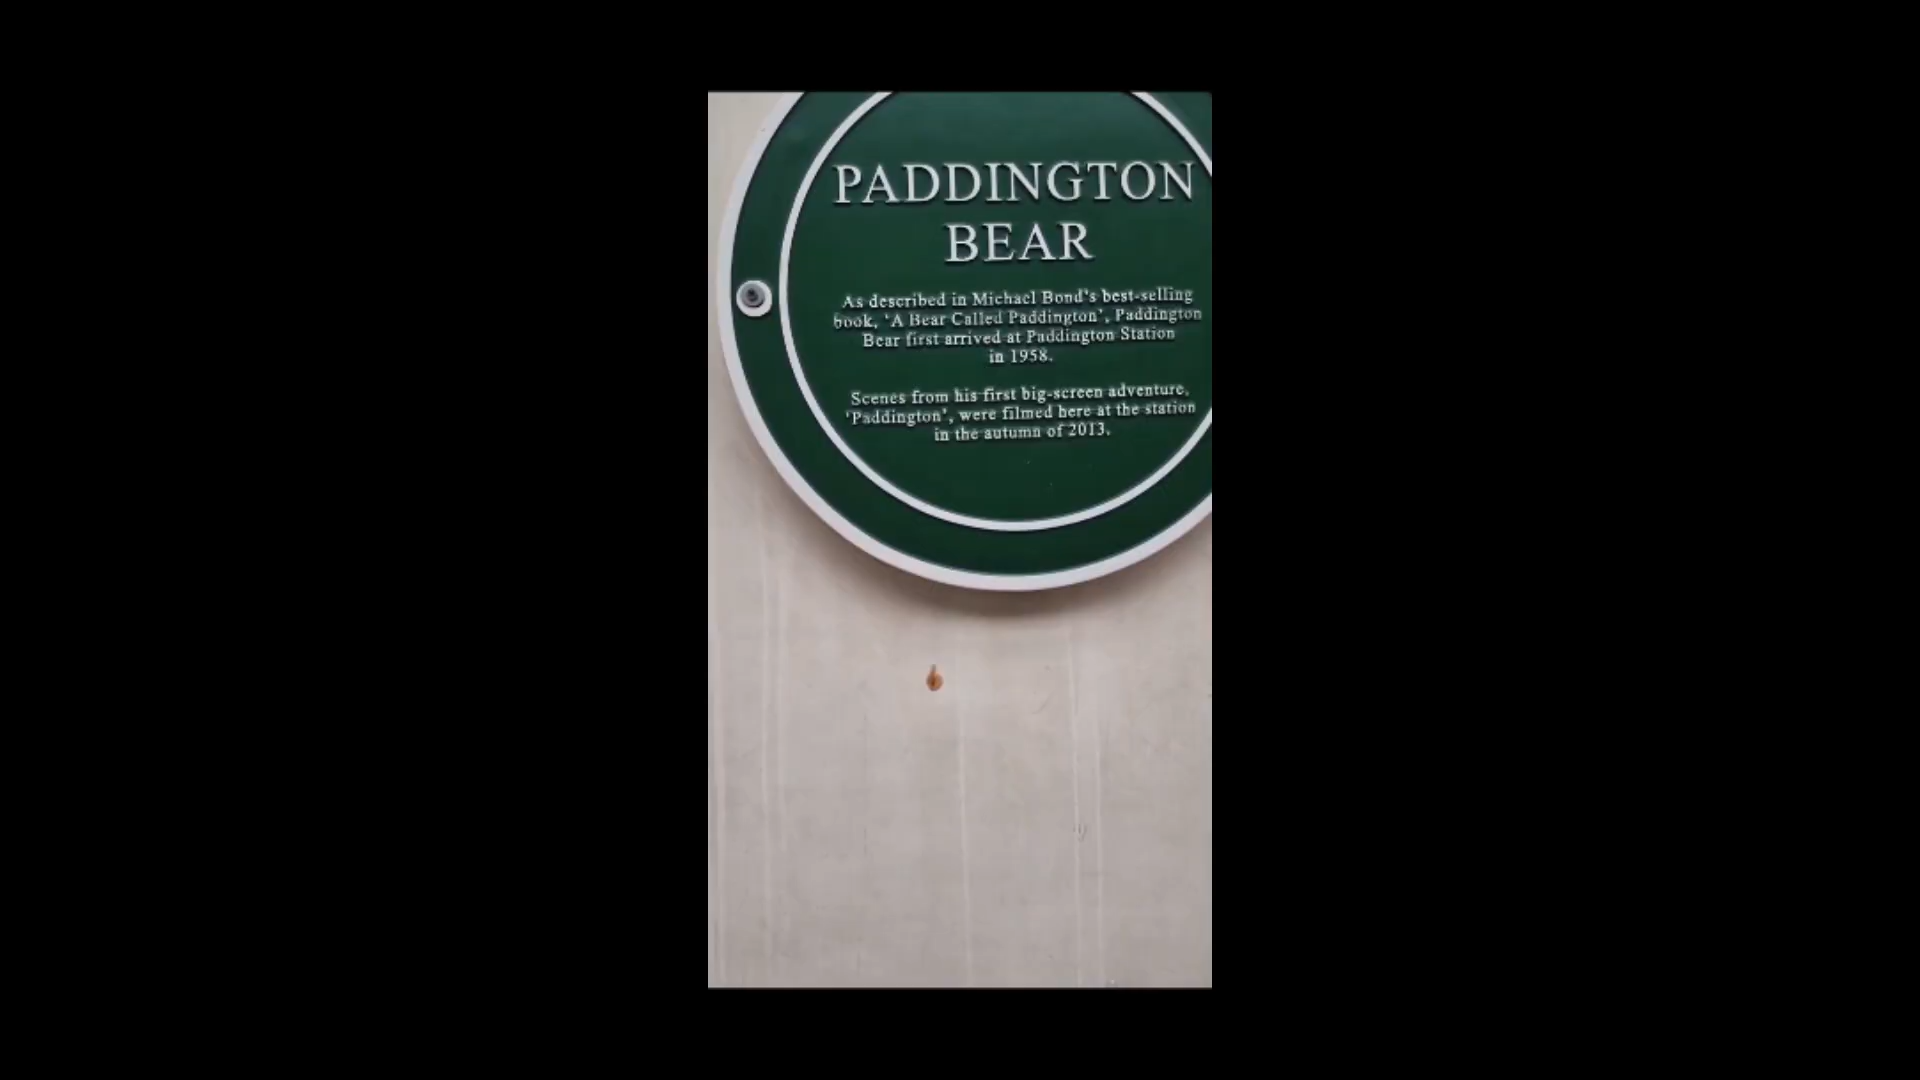 PADDINGTON
BEAR
As described in Michael Bond's best-selling
book, 'A Bear Called Paddington', Paddington
Bear first arrived at Paddington Station
in 1958.
Scenes from his first big-screen adventure,
'Paddington', were filmed here at the station
in the autumn of 2013.